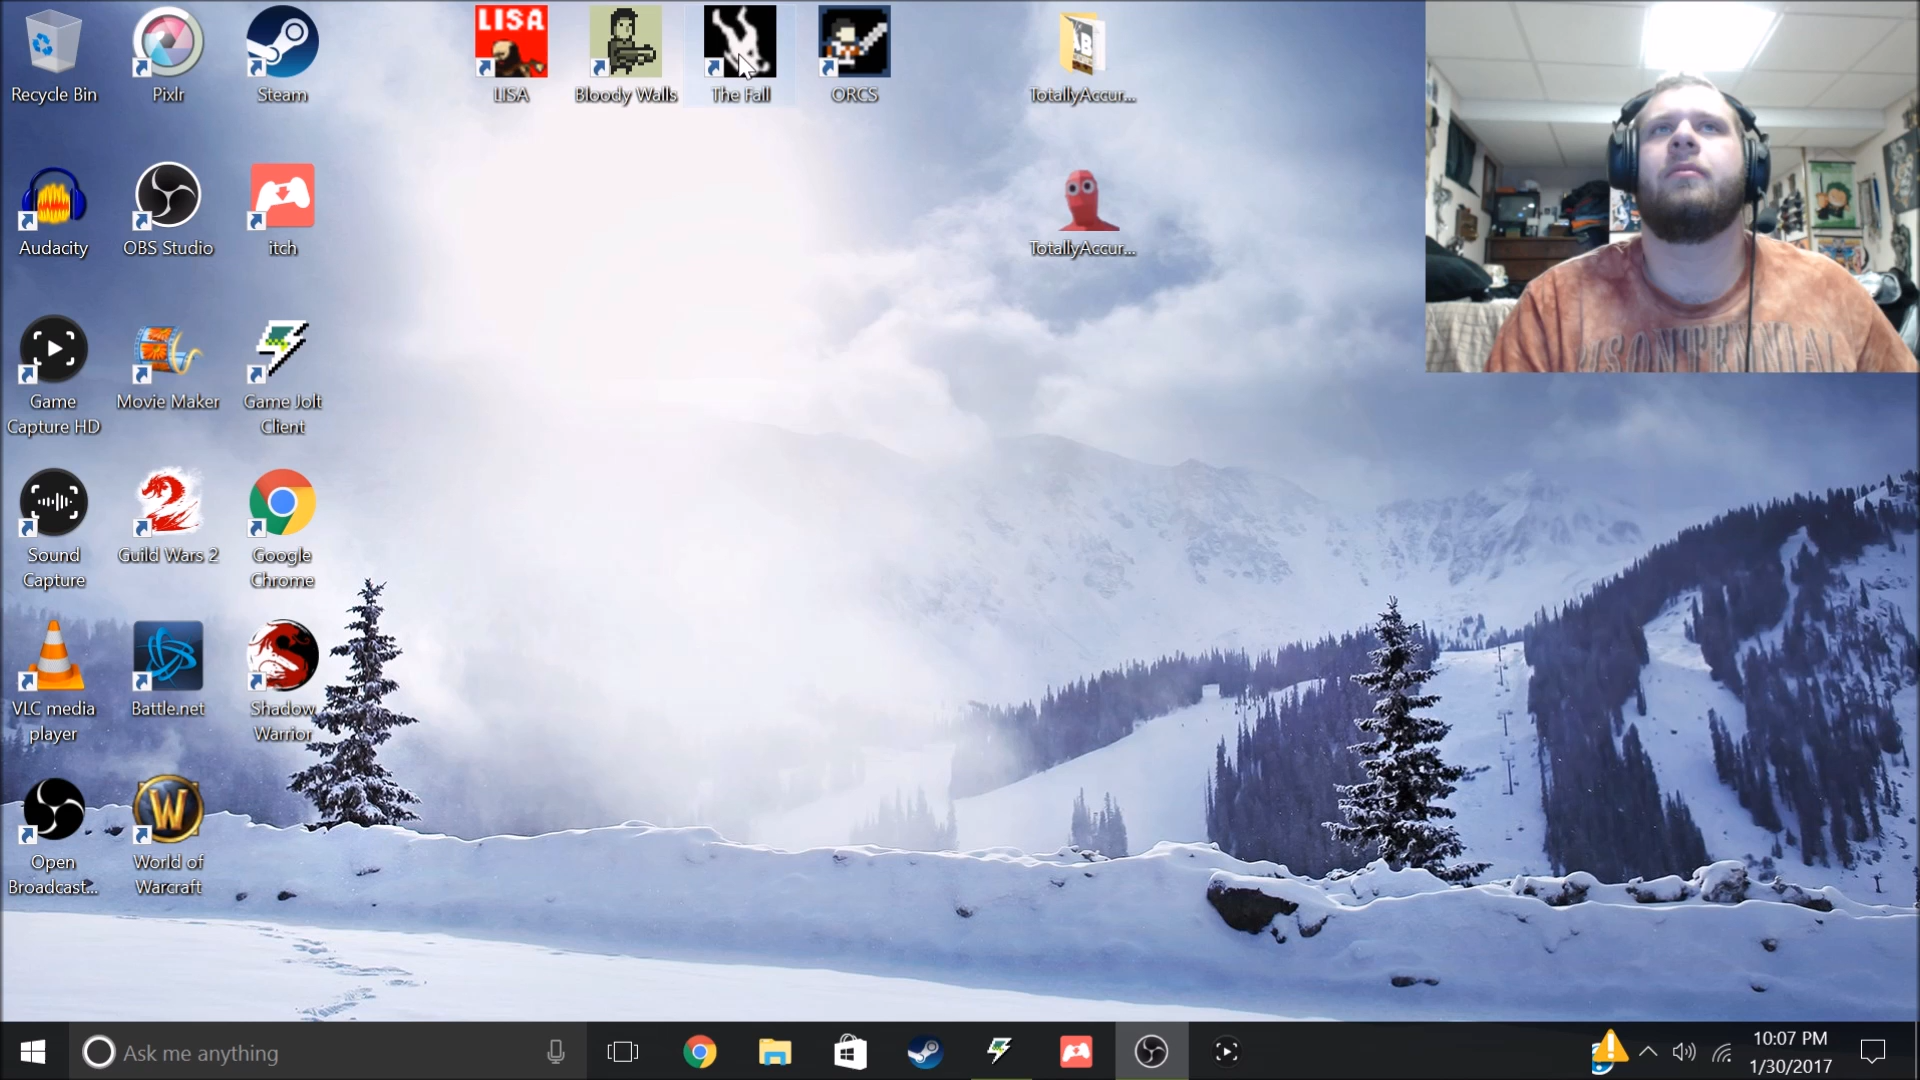 Recycle Bin
Pixlr
Steam
LISA
LISA
Bloody Walls
The Fall
ORCS
TotallyAccur...
Audacity
OBS Studio
itch
TotallyAccur...
Game
Capture HD
Movie Maker
Game Jolt
Client
Sound
Capture
2
Guild Wars 2
Google
Chrome
VLC media
player
Battle.net
Shadow
Warrior
Open
Broadcast...
W
World of
Warcraft
Ask me anything
10:07 PM
1/30/2017